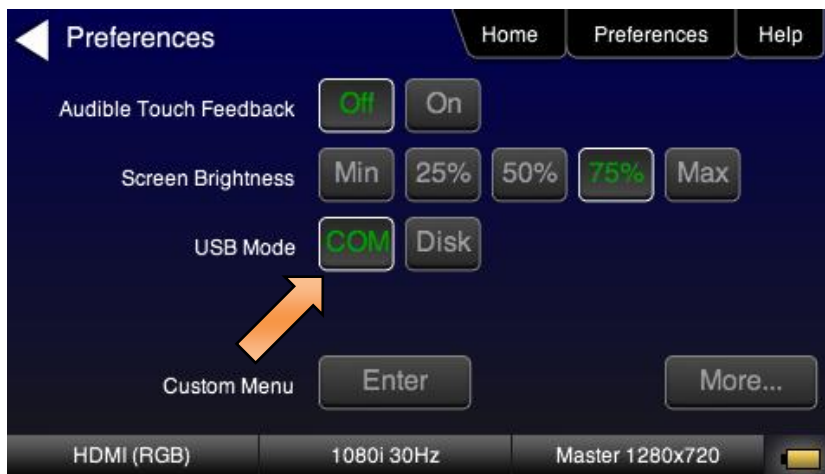 Preferences
Home Preferences Help
Audible Touch Feedback Off On
Screen Brightness Min 25% 50% 75% Max
USB Mode COM Disk
Custom Menu Enter More...
HDMI (RGB) 1080i 30Hz Master 1280x720